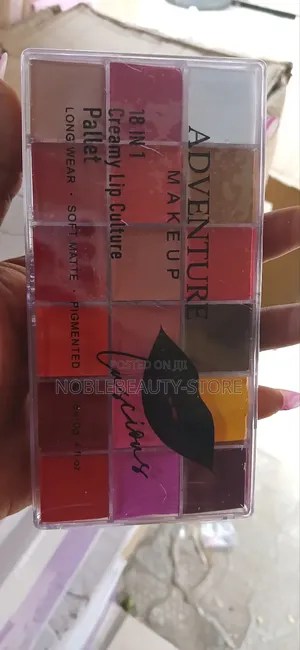 ADVENTURE
MAKEUP
18 IN 1
Creamy Lip Culture
Pallet
LONG WEAR • SOFT MATTE • PIGMENTED
Luscious
POSTED ON JIJI
NOBLEBEAUTY-STORE